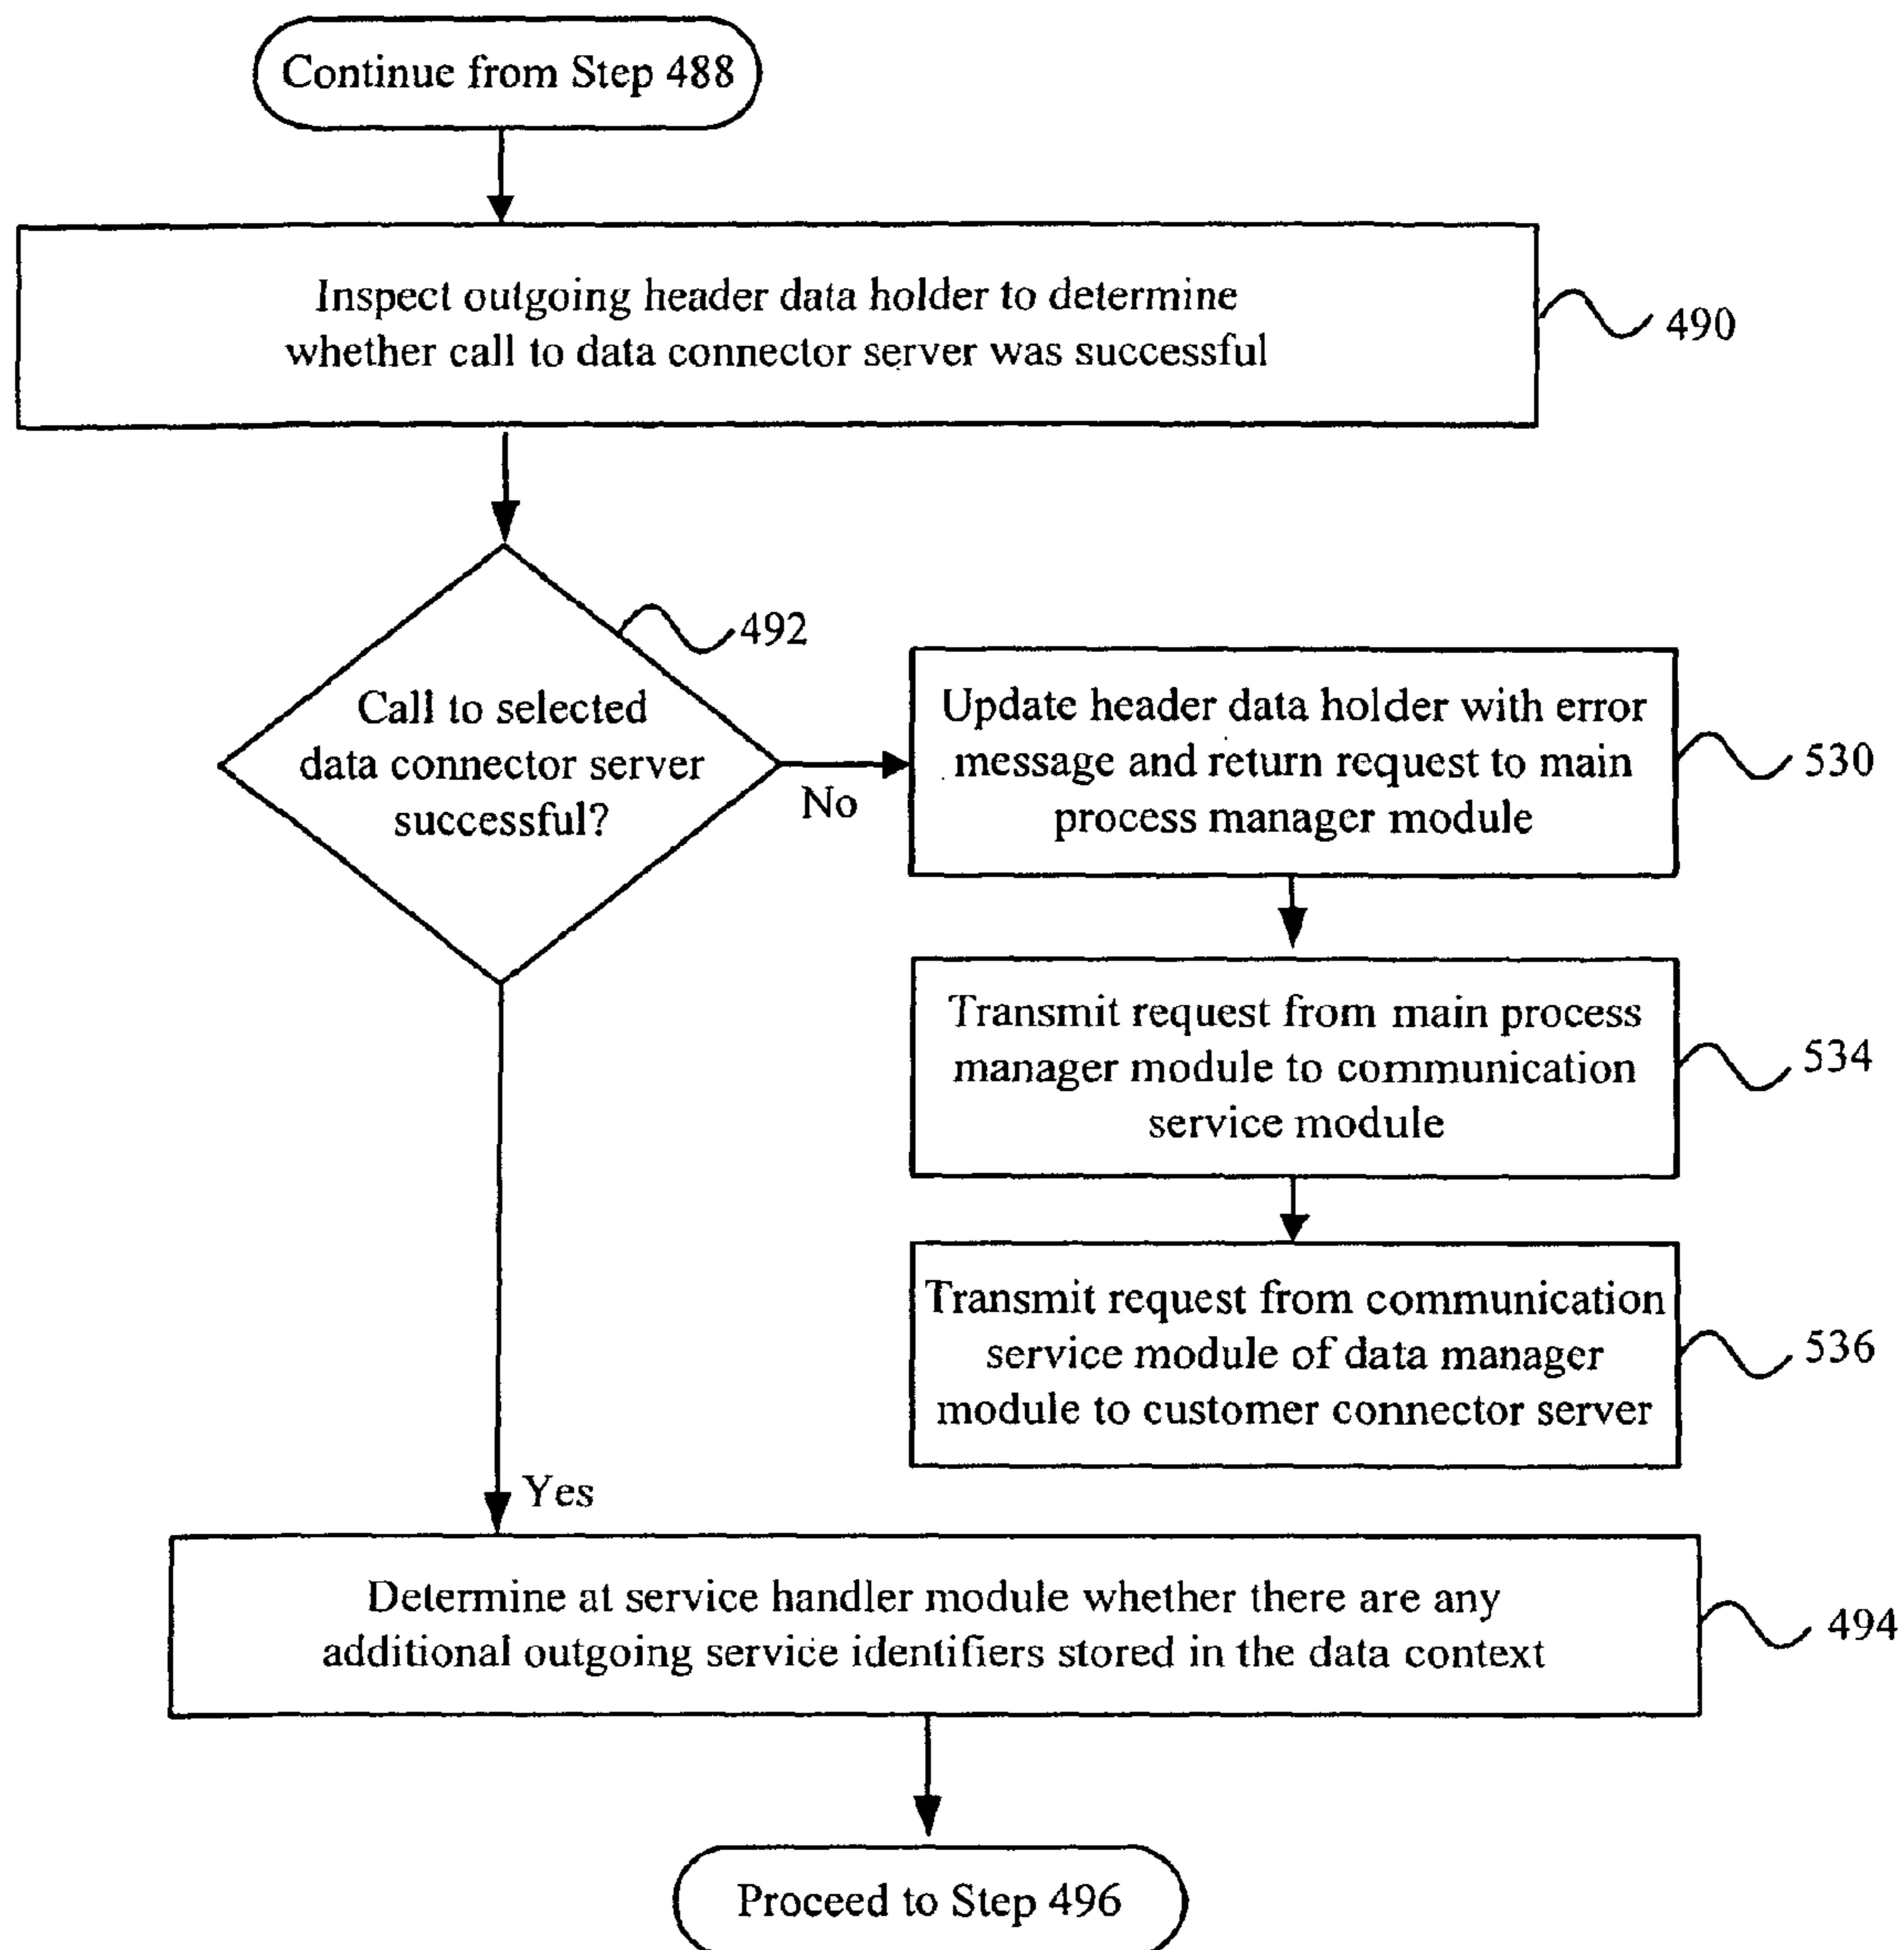 Continue from Step 488
Inspect outgoing header data holder to determine
whether call to data connector server was successful
490
492
Call to selected
data connector server
successful?
No
Update header data holder with error
message and return request to main
process manager module
530
Transmit request from main process
manager module to communication
service module
534
Transmit request from communication
service module of data manager
module to customer connector server
536
Yes
Determine at service handler module whether there are any
additional outgoing service identifiers stored in the data context
494
Proceed to Step 496